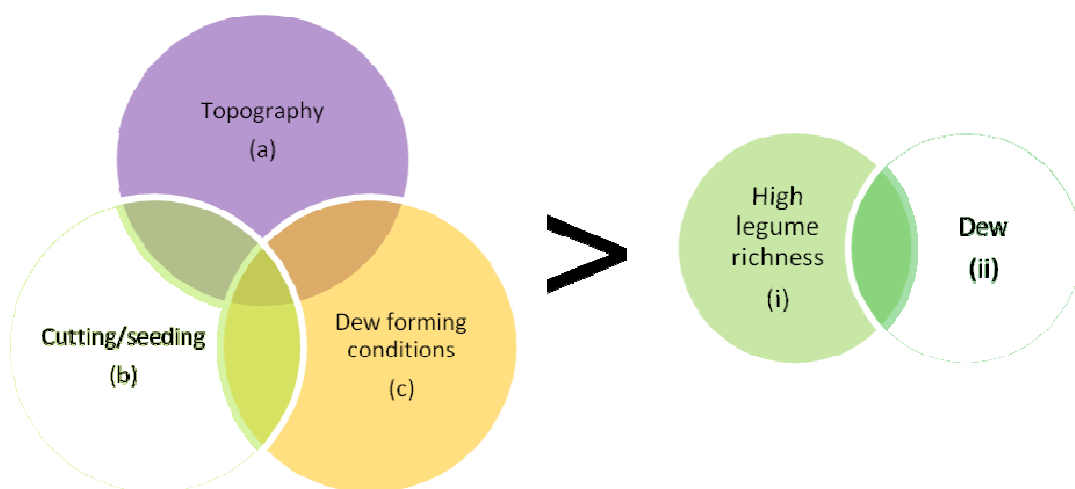 Topography
(a)
Cutting/seeding
(b)
Dew forming
conditions
(c)
>
High
legume
richness
(i)
Dew
(ii)